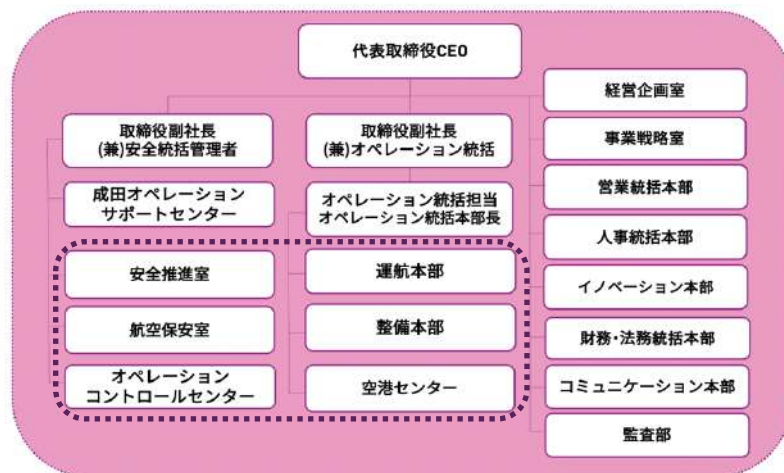 代表取締役CEO
取締役副社長
(兼)安全統括管理者
成田オペレーション
サポートセンター
安全推進室
航空保安室
オペレーション
コントロールセンター
取締役副社長
(兼)オペレーション統括
オペレーション統括担当
オペレーション統括本部長
運航本部
整備本部
空港センター
経営企画室
事業戦略室
営業統括本部
人事統括本部
イノベーション本部
財務・法務統括本部
コミュニケーション本部
監査部